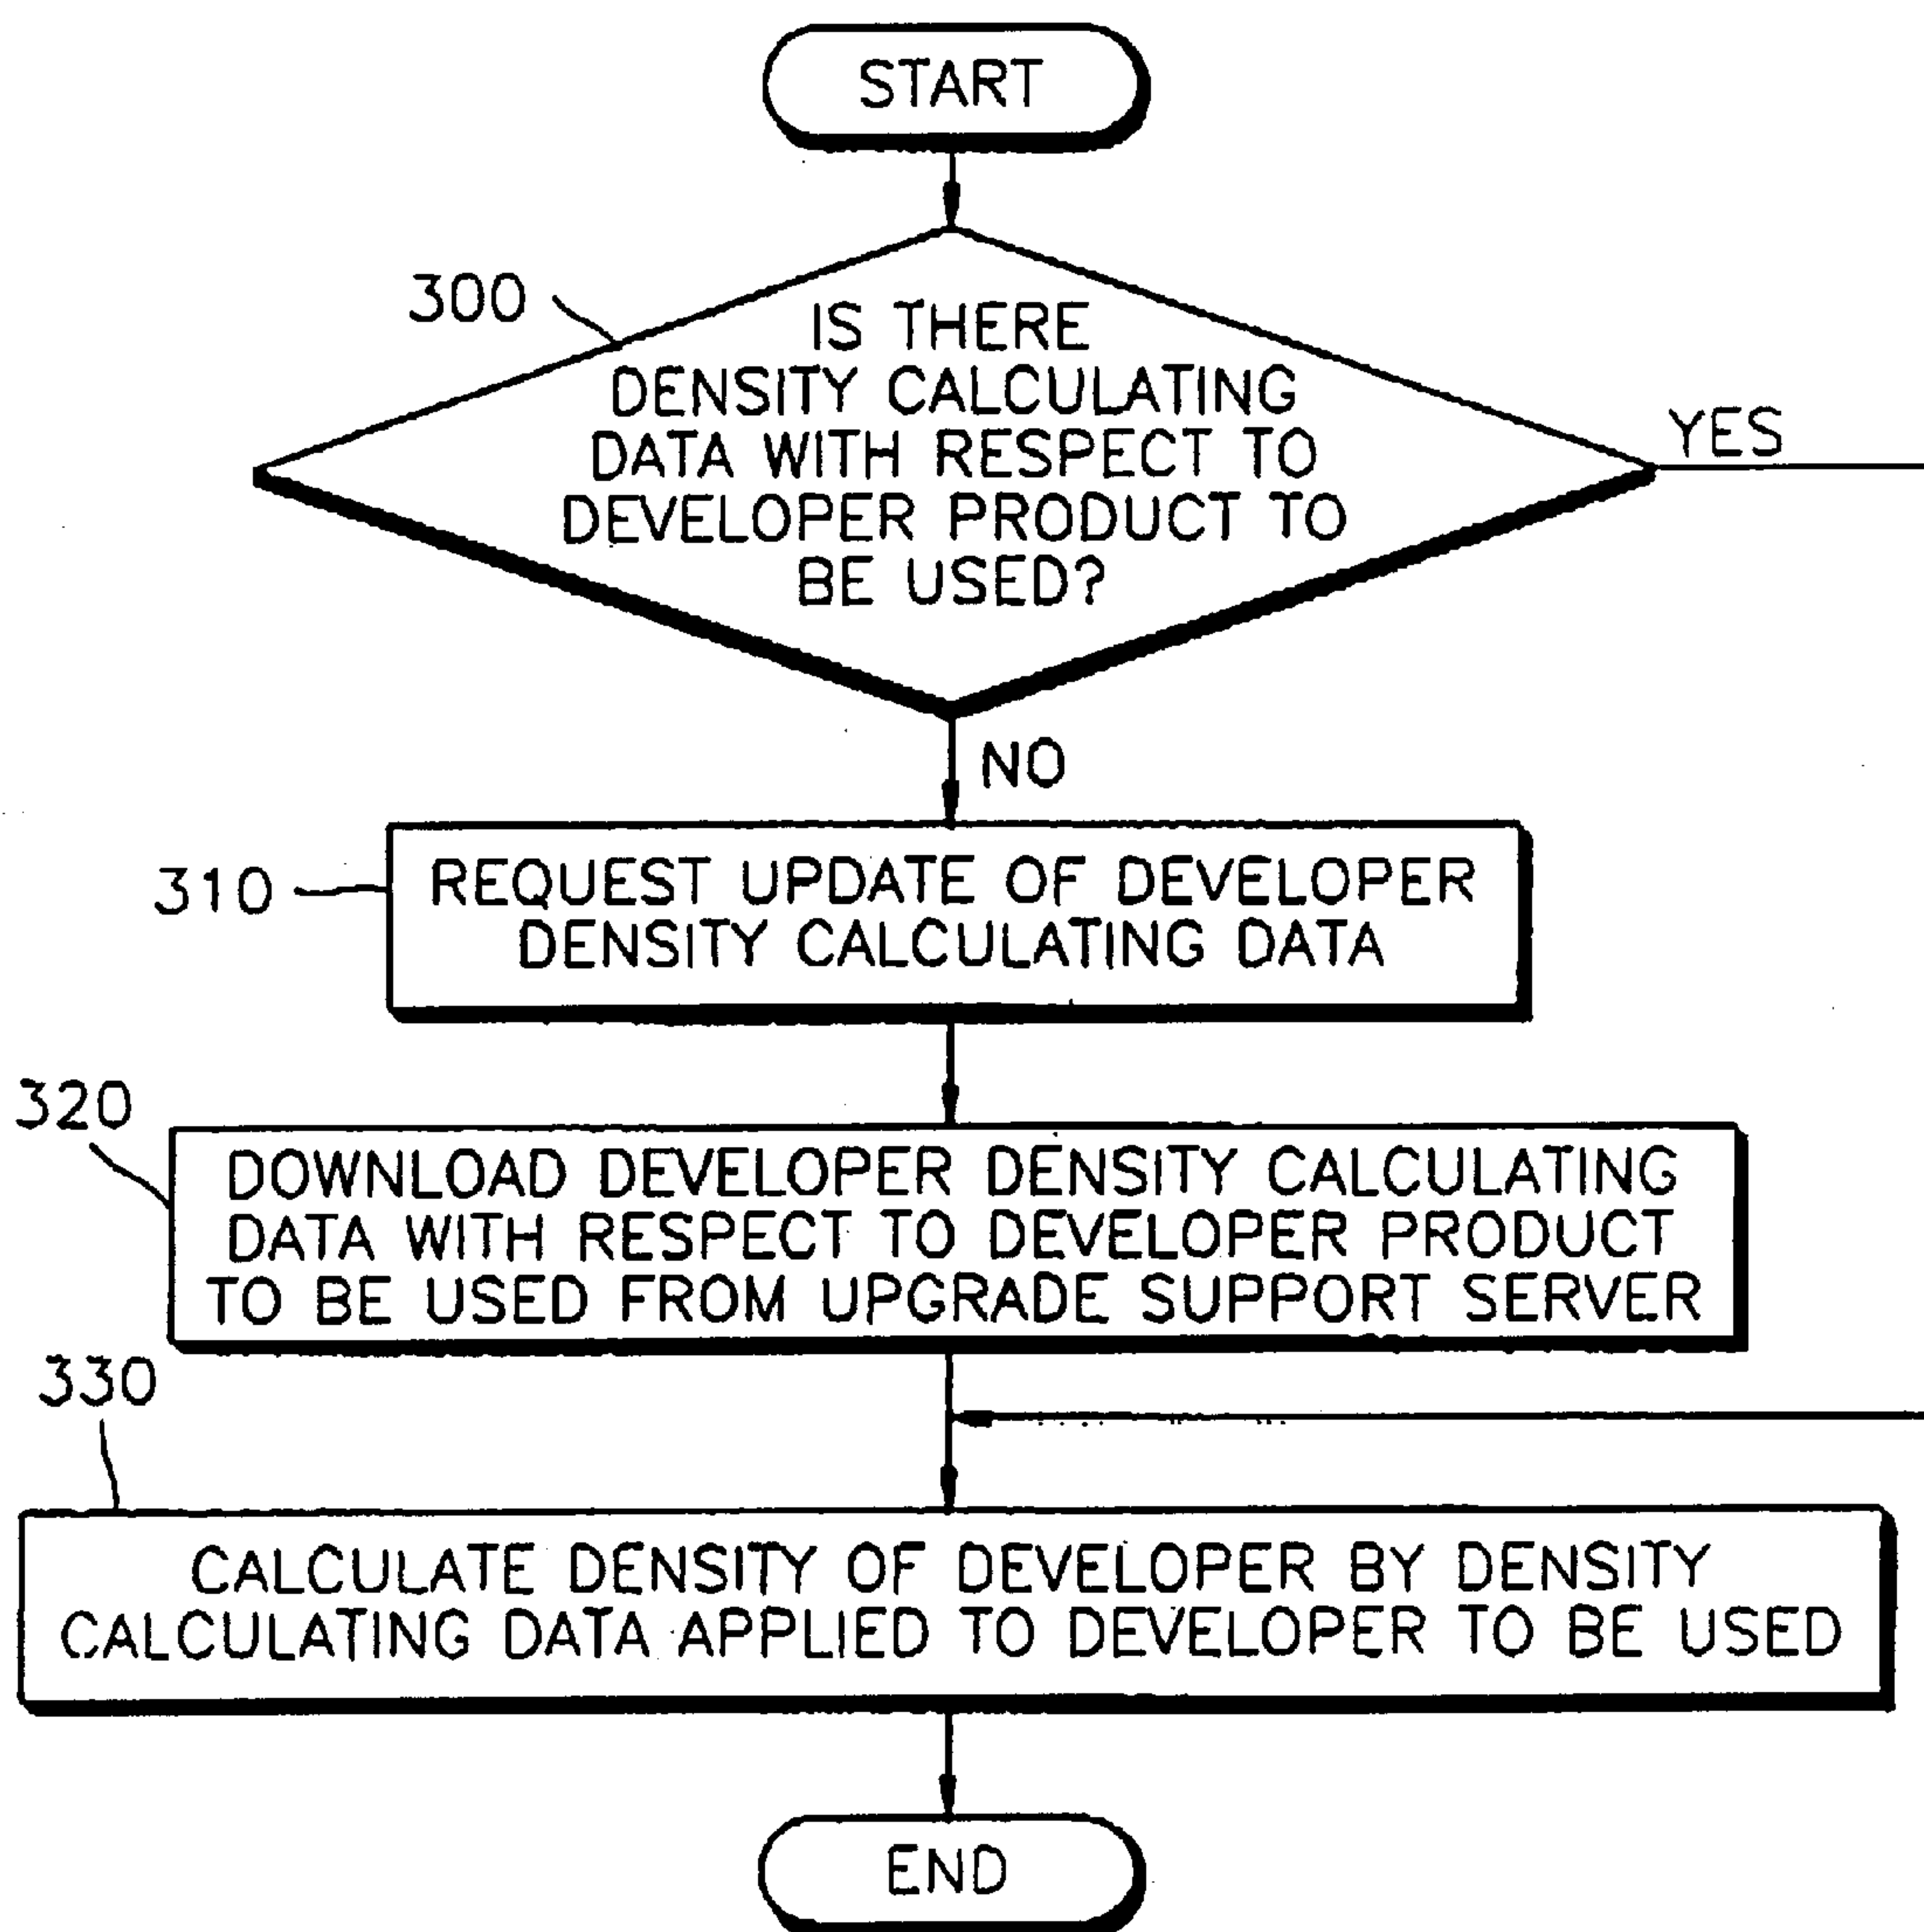 START
300
IS THERE
DENSITY CALCULATING
DATA WITH RESPECT TO
DEVELOPER PRODUCT TO
BE USED?
YES
NO
310
REQUEST UPDATE OF DEVELOPER
DENSITY CALCULATING DATA
320
DOWNLOAD DEVELOPER DENSITY CALCULATING
DATA WITH RESPECT TO DEVELOPER PRODUCT
TO BE USED FROM UPGRADE SUPPORT SERVER
330
CALCULATE DENSITY OF DEVELOPER BY DENSITY
CALCULATING DATA APPLIED TO DEVELOPER TO BE USED
END